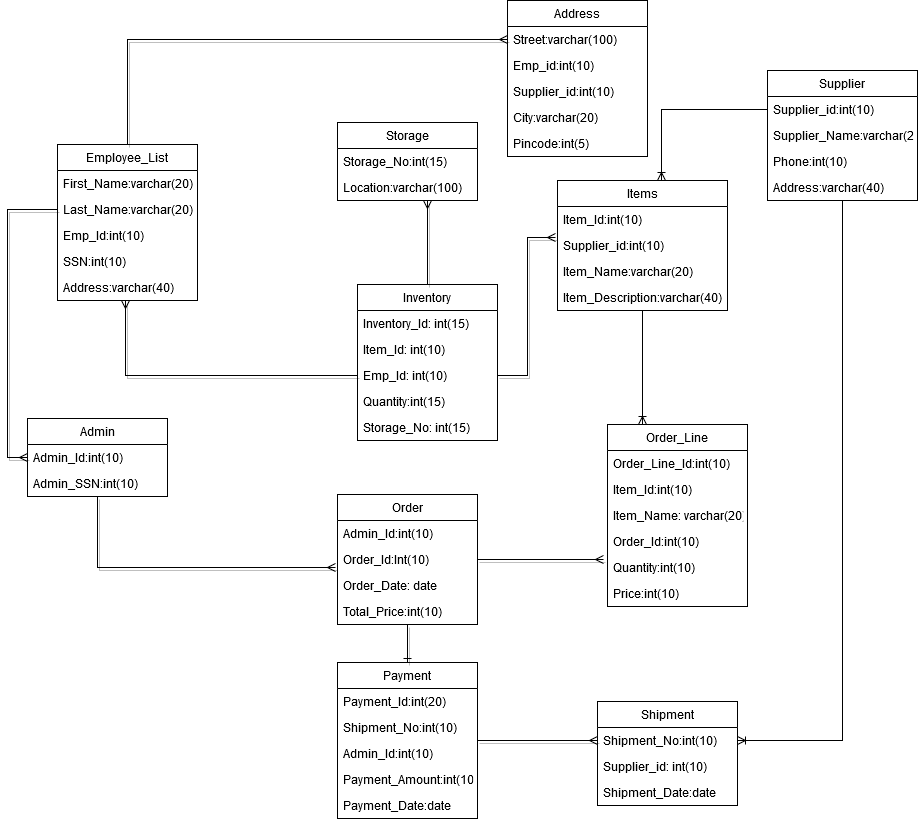 Address
Street:varchar(100)
Emp_id:int(10)
Supplier_id:int(10)
City:varchar(20)
Pincode:int(5)
Supplier
Supplier_id:int(10)
Supplier_Name:varchar(2
Phone:int(10)
Address:varchar(40)
Storage
Storage_No:int(15)
Location:varchar(100)
Employee_List
First_Name:varchar(20)
Last_Name:varchar(20)
Emp_Id:int(10)
SSN:int(10)
Address:varchar(40)
Items
Item_Id:int(10)
Supplier_id:int(10)
Item_Name:varchar(20)
Item_Description:varchar(40)
Inventory
Inventory_Id: int(15)
Item_Id: int(10)
Emp_Id: int(10)
Quantity:int(15)
Storage_No: int(15)
Admin
Admin_Id:int(10)
Admin_SSN:int(10)
Order_Line
Order_Line_Id:int(10)
Item_Id:int(10)
Item_Name: varchar(20)
Order_Id:int(10)
Quantity:int(10)
Price:int(10)
Order
Admin_Id:int(10)
Order_Id:Int(10)
Order_Date: date
Total_Price:int(10)
Payment
Payment_Id:int(20)
Shipment_No:int(10)
Admin_Id:int(10)
Payment_Amount:int(10
Payment_Date:date
Shipment
Shipment_No:int(10)
Supplier_id: int(10)
Shipment_Date:date